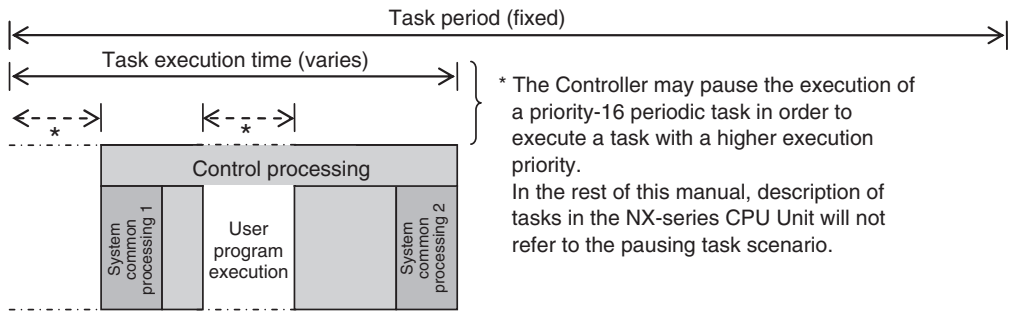 Task period (fixed)
Task execution time (varies)
*
*
* The Controller may pause the execution of
a priority-16 periodic task in order to
execute a task with a higher execution
priority.
In the rest of this manual, description of
tasks in the NX-series CPU Unit will not
refer to the pausing task scenario.
Control processing
System
common
processing 1
User
program
execution
System
common
processing 2